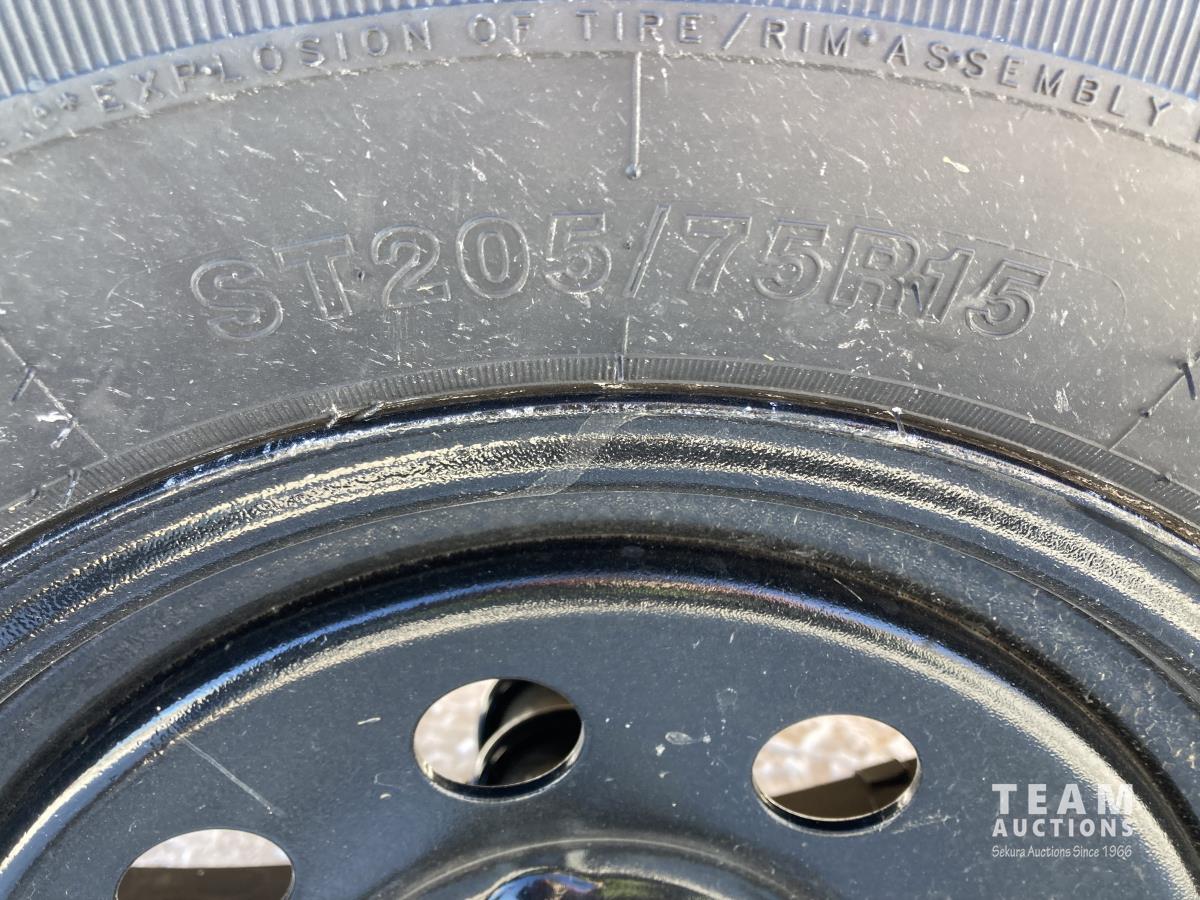 * EXPLOSION OF TIRE/RIM ASSEMBLY
ST205/75R15
TEAM
AUCTIONS
Sekura Auctions Since 1966